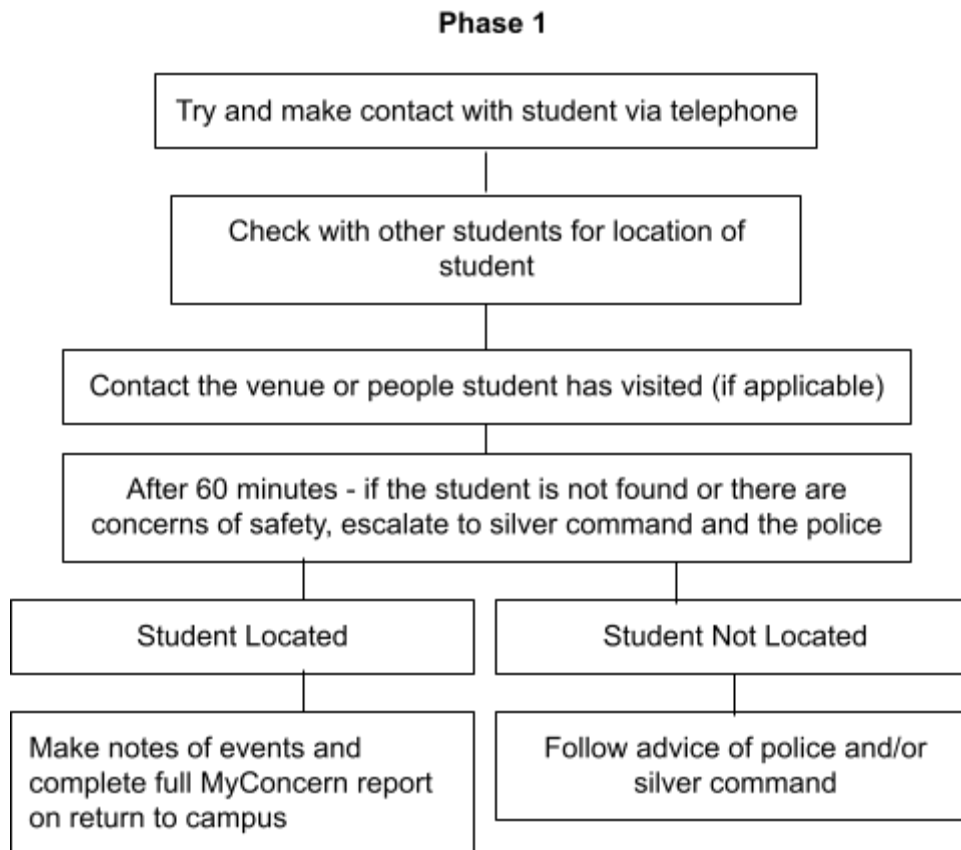 Phase 1
Try and make contact with student via telephone
Check with other students for location of
student
Contact the venue or people student has visited (if applicable)
After 60 minutes - if the student is not found or there are
concerns of safety, escalate to silver command and the police
Student Located
Student Not Located
Make notes of events and
complete full MyConcern report
on return to campus
Follow advice of police and/or
silver command